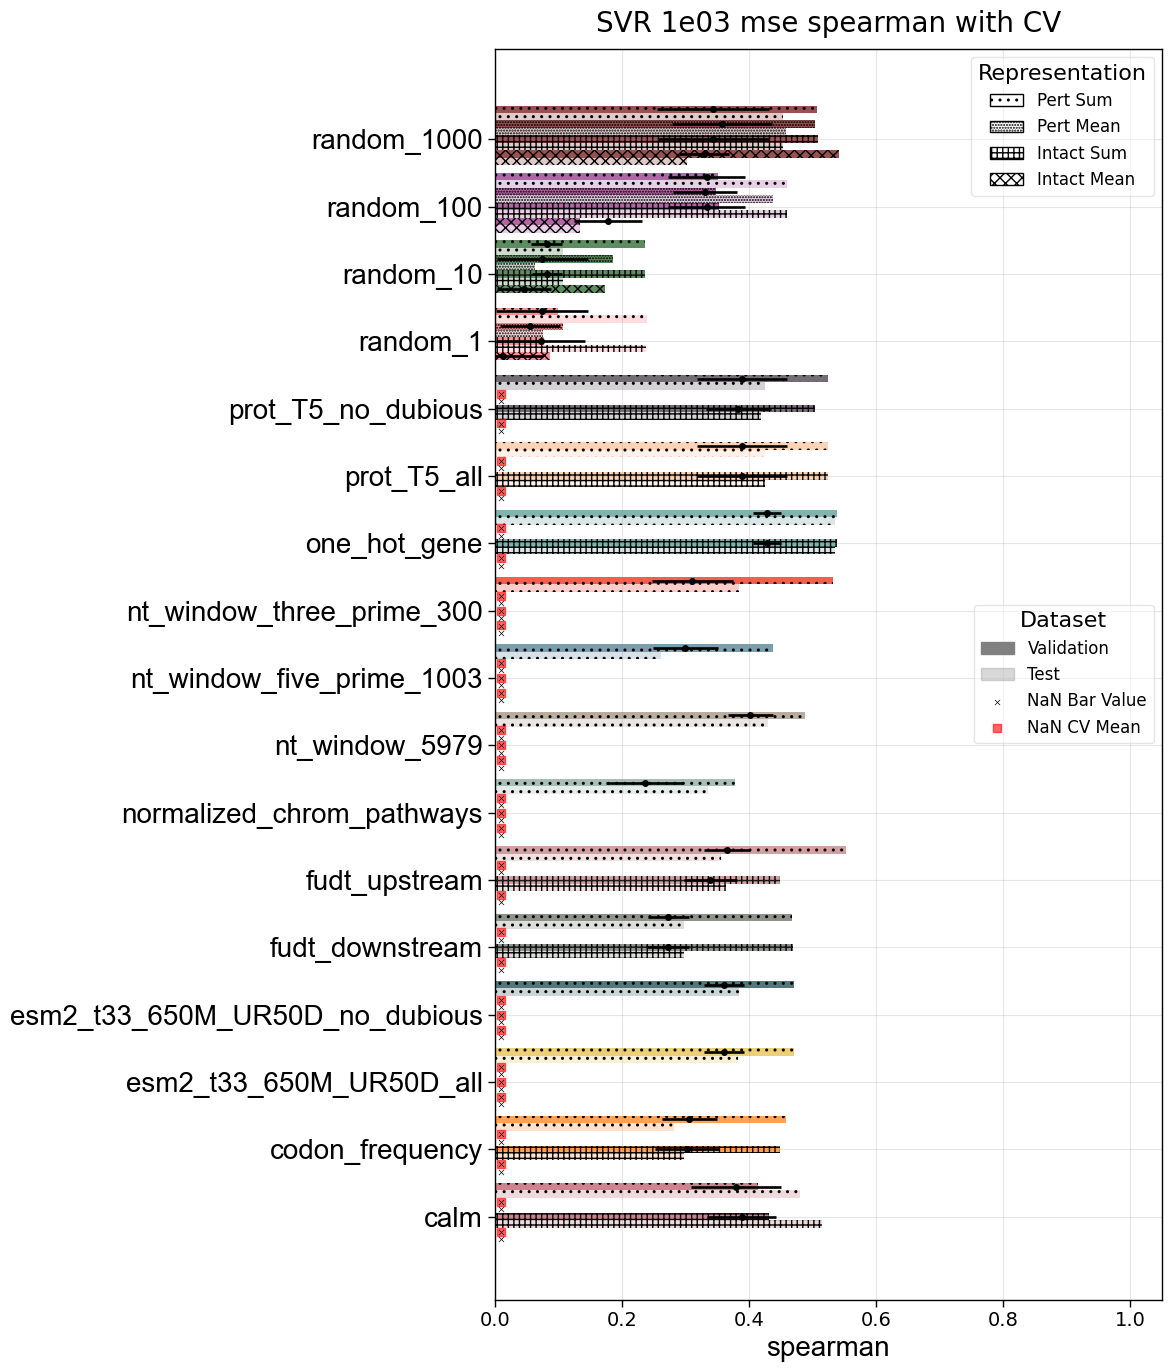 SVR 1e03 mse spearman with CV
Representation
Pert Sum
Pert Mean
Intact Sum
Intact Mean
random_1000
random_100
random_10
random_1
prot_T5_no_dubious
prot_T5_all
one_hot_gene
nt_window_three_prime_300
Dataset
Validation
Test
NaN Bar Value
NaN CV Mean
nt_window_five_prime_1003
nt_window_5979
normalized_chrom_pathways
fudt_upstream
fudt_downstream
esm2_t33_650M_UR50D_no_dubious
esm2_t33_650M_UR50D_all
codon_frequency
calm
0.0 0.2 0.4 0.6 0.8 1.0
spearman